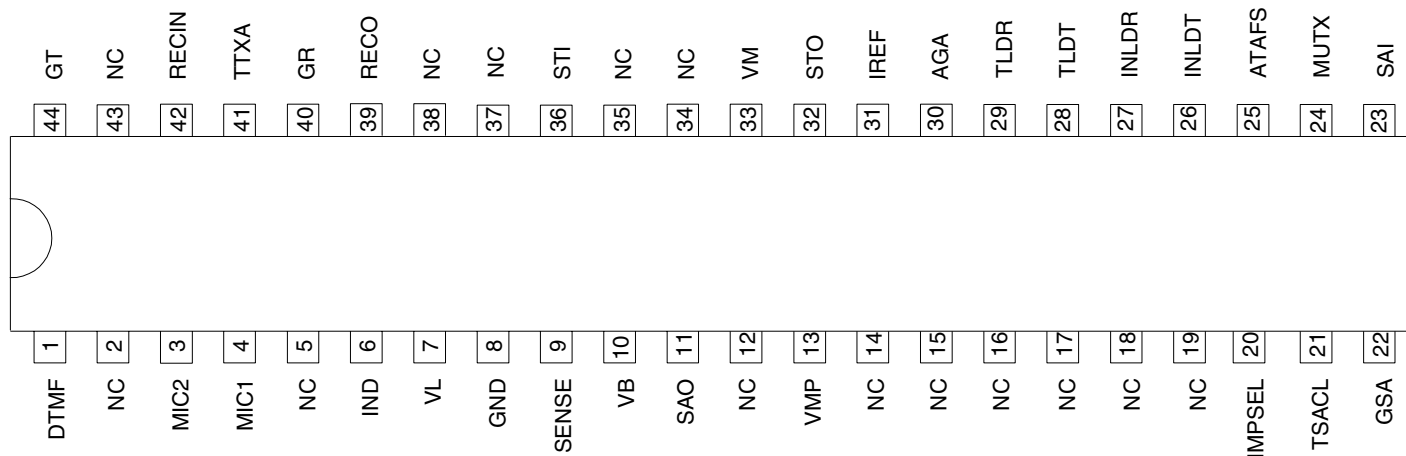 GT NC RECIN TTXA GR RECO NC NC STI NC NC VM STO IREF AGA TLDR TLDT INLDR INLDT ATAFS MUTX SAI
44 43 42 41 40 39 38 37 36 35 34 33 32 31 30 29 28 27 26 25 24 23
1 2 3 4 5 6 7 8 9 10 11 12 13 14 15 16 17 18 19 20 21 22
DTMF NC MIC2 MIC1 NC IND VL GND SENSE VB SAO NC VMP NC NC NC NC NC NC IMPSEL TSACL GSA